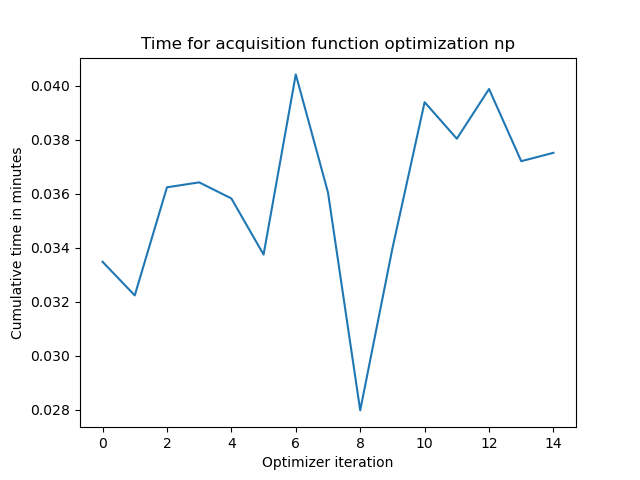 Time for acquisition function optimization np
0.040
0.038
0.036
0.034
0.032
0.030
0.028
Cumulative time in minutes
0 2 4 6 8 10 12 14
Optimizer iteration